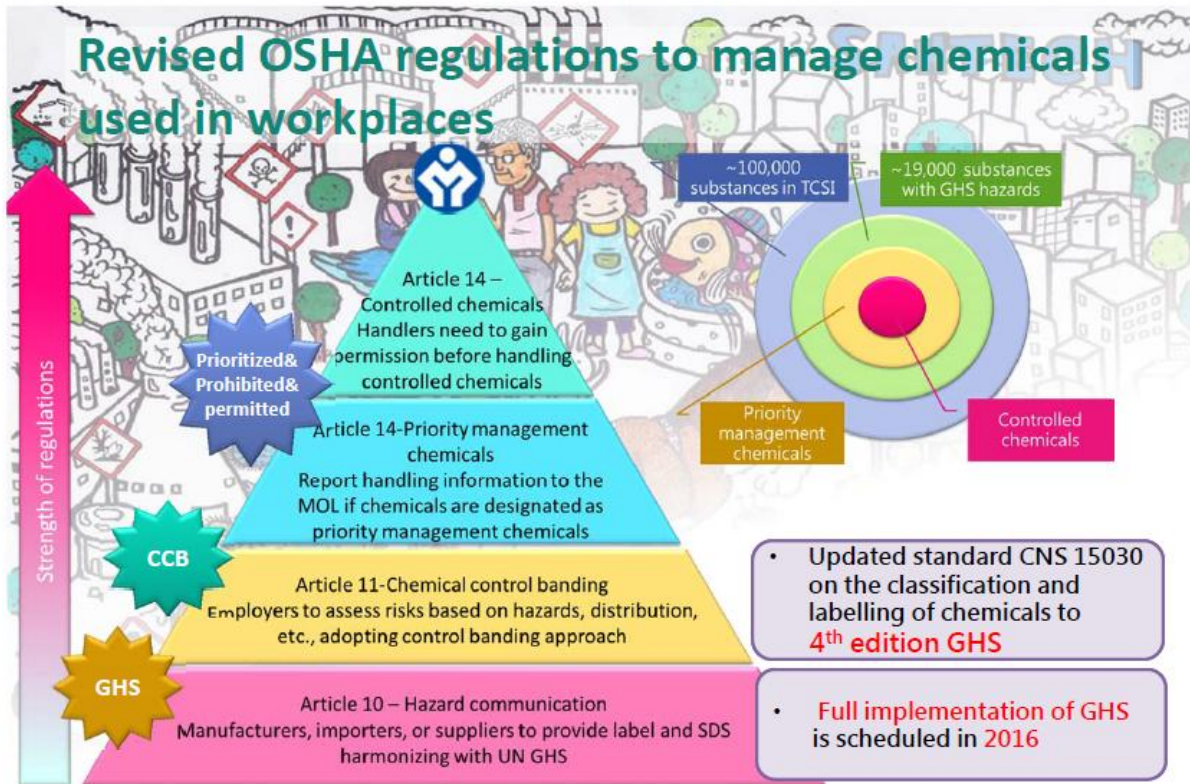 Revised OSHA regulations to manage chemicals
used in workplaces
Strength of regulations
Article 14 –
Controlled chemicals
Handlers need to gain
permission before handling
controlled chemicals
Prioritized&
Prohibited&
permitted
Article 14-Priority management
chemicals
Report handling information to the
MOL if chemicals are designated as
priority management chemicals
CCB
Article 11-Chemical control banding
Employers to assess risks based on hazards, distribution,
etc., adopting control banding approach
GHS
Article 10 – Hazard communication
Manufacturers, importers, or suppliers to provide label and SDS
harmonizing with UN GHS
~100,000
substances in TCSI
~19,000 substances
with GHS hazards
Priority
management
chemicals
Controlled
chemicals
• Updated standard CNS 15030
on the classification and
labelling of chemicals to
4th edition GHS
• Full implementation of GHS
is scheduled in 2016